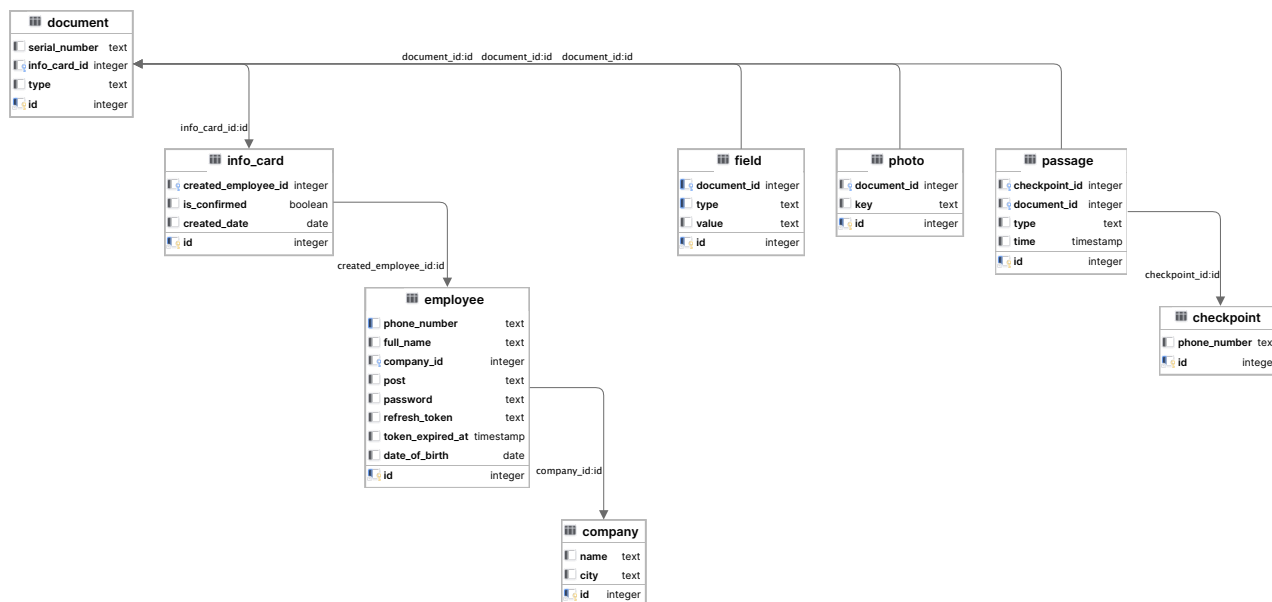 document
serial_number text
info_card_id integer
type text
id integer
document_id:id document_id:id document_id:id
info_card_id:id
info_card
created_employee_id integer
is_confirmed boolean
created_date date
id integer
field
document_id integer
type text
value text
id integer
photo
document_id integer
key text
id integer
passage
checkpoint_id integer
document_id integer
type text
time timestamp
id integer
created_employee_id:id
checkpoint_id:id
employee
phone_number text
full_name text
company_id integer
post text
password text
refresh_token text
token_expired_at timestamp
date_of_birth date
id integer
checkpoint
phone_number tex
id intege
company_id:id
company
name text
city text
id integer